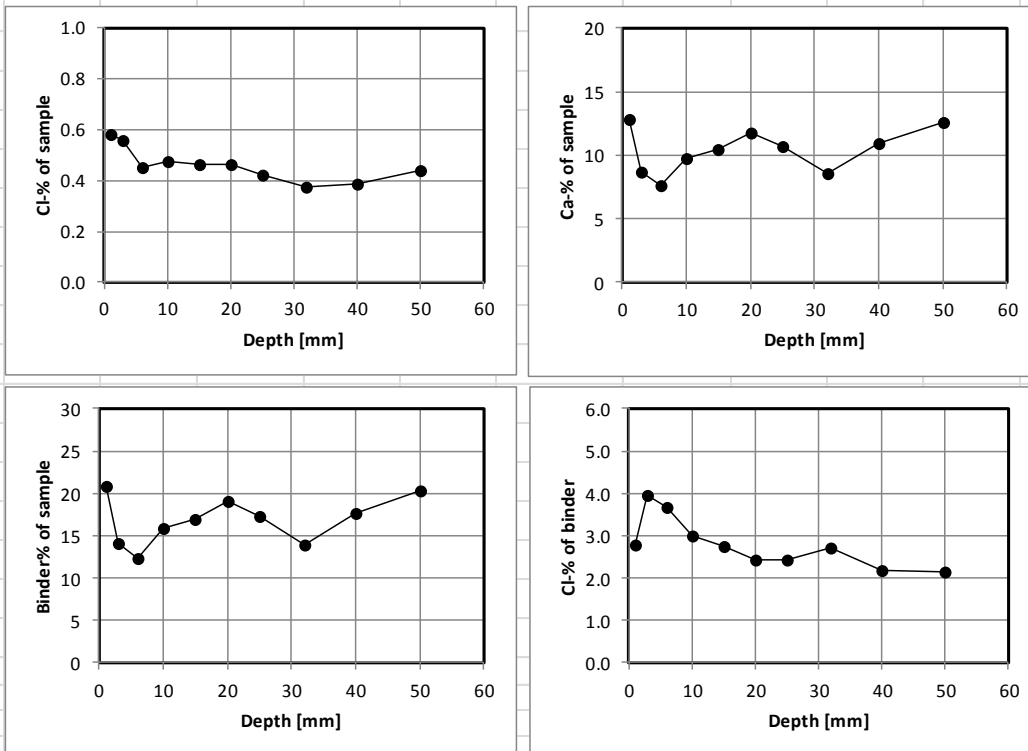 Cl-% of sample
1.0
0.8
0.6
0.4
0.2
0.0
0 10 20 30 40 50 60
Depth [mm]
Ca-% of sample
20
15
10
5
0
0 10 20 30 40 50 60
Depth [mm]
Binder% of sample
30
25
20
15
10
5
0
0 10 20 30 40 50 60
Depth [mm]
Cl-% of binder
6.0
5.0
4.0
3.0
2.0
1.0
0.0
0 10 20 30 40 50 60
Depth [mm]